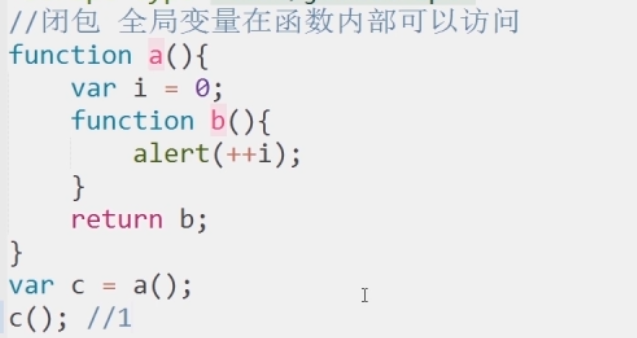 //闭包 全局变量在函数内部可以访问
function a(){
    var i = 0;
    function b(){
        alert(++i);
    }
    return b;
}
var c = a();
c(); //1